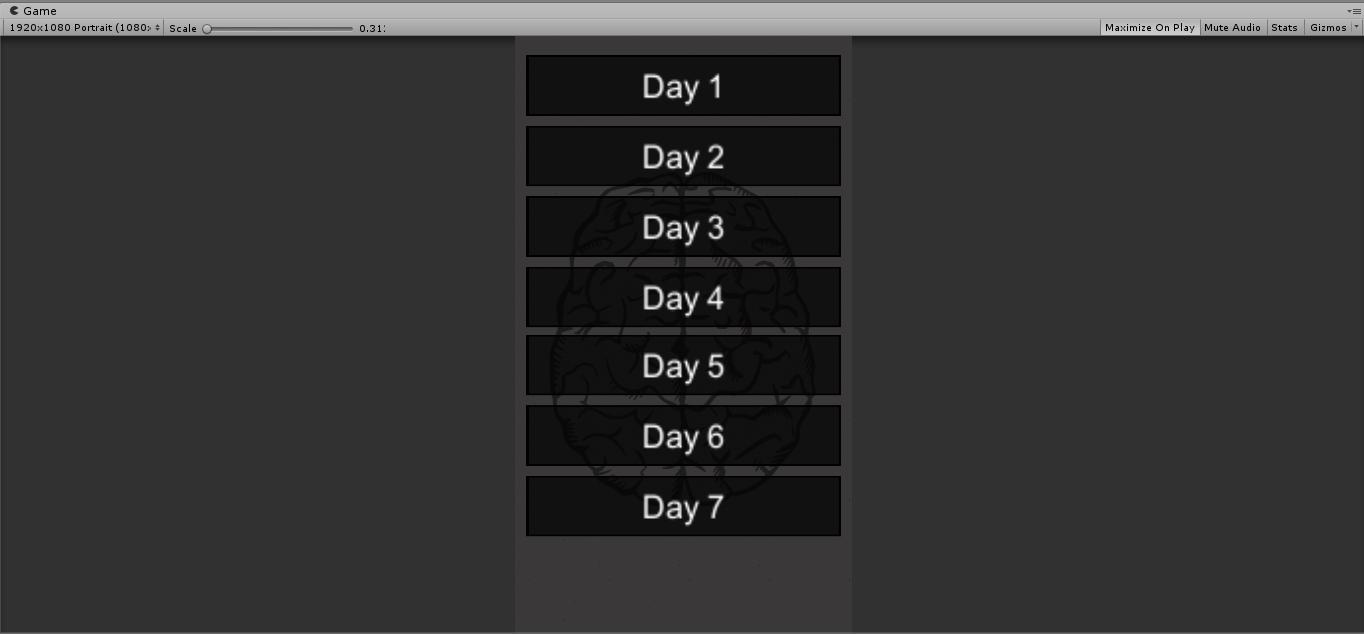 Game
1920x1080 Portrait (1080x Scale 0.31: Maximize On Play Mute Audio Stats Gizmos
Day 1
Day 2
Day 3
Day 4
Day 5
Day 6
Day 7